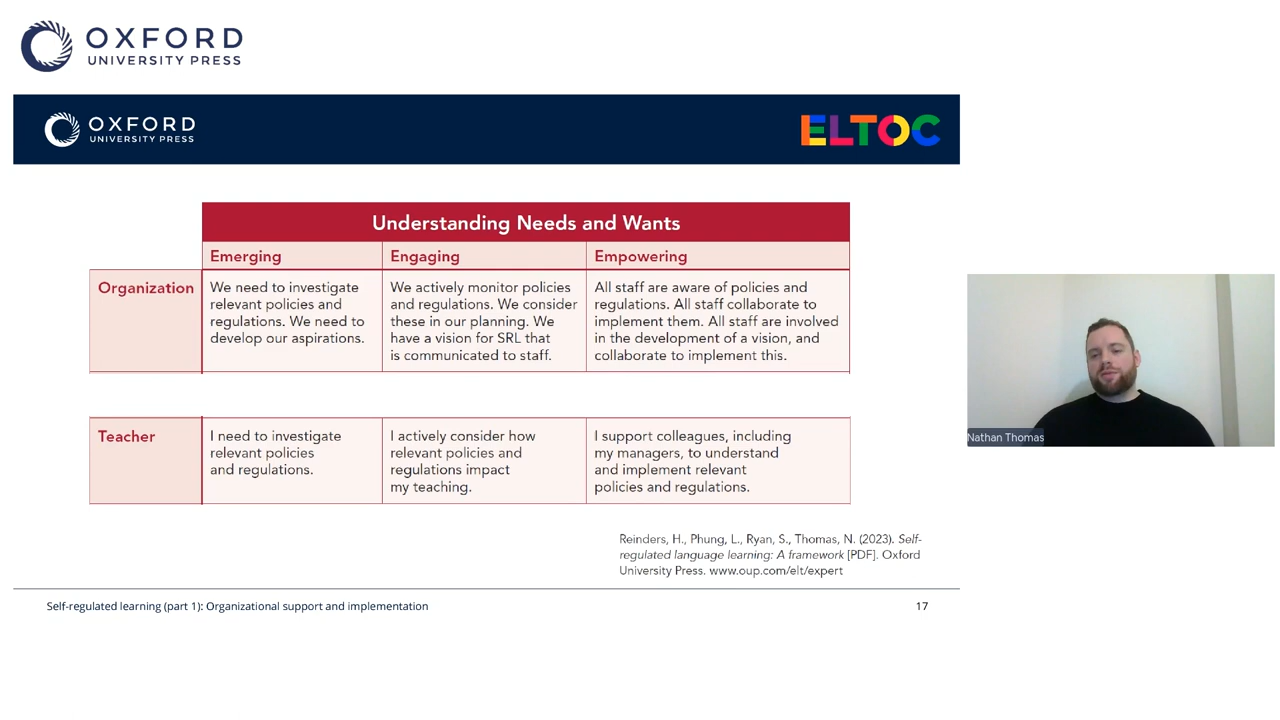 OXFORD
UNIVERSITY PRESS
OXFORD
UNIVERSITY PRESS
ELTOC
Understanding Needs and Wants
Emerging
Engaging
Empowering
Organization
We need to investigate
relevant policies and
regulations. We need to
develop our aspirations.
We actively monitor policies
and regulations. We consider
these in our planning. We
have a vision for SRL that
is communicated to staff.
All staff are aware of policies and
regulations. All staff collaborate to
implement them. All staff are involved
in the development of a vision, and
collaborate to implement this.
Teacher
I need to investigate
relevant policies
and regulations.
I actively consider how
relevant policies and
regulations impact
my teaching.
I support colleagues, including
my managers, to understand
and implement relevant
policies and regulations.
Reinders, H., Phung, L., Ryan, S., Thomas, N. (2023). Self-
regulated language learning: A framework [PDF]. Oxford
University Press. www.oup.com/elt/expert
Self-regulated learning (part 1): Organizational support and implementation
17
Nathan Thomas